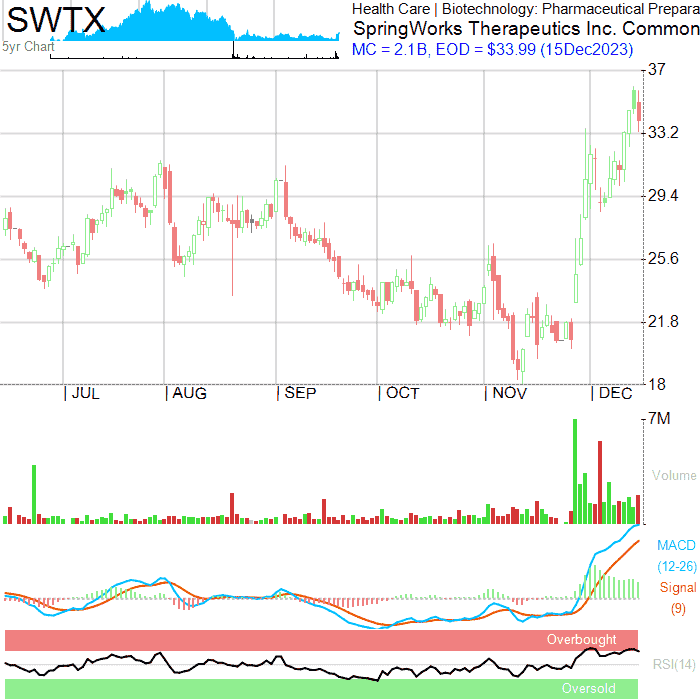 SWTX
5yr Chart
Health Care | Biotechnology: Pharmaceutical Prepara
SpringWorks Therapeutics Inc. Common
MC = 2.1B, EOD = $33.99 (15Dec2023)
37
33.2
29.4
25.6
21.8
18
| JUL | AUG | SEP | OCT | NOV | DEC
7M
Volume
MACD
(12-26)
Signal
(9)
Overbought
RSI(14)
Oversold